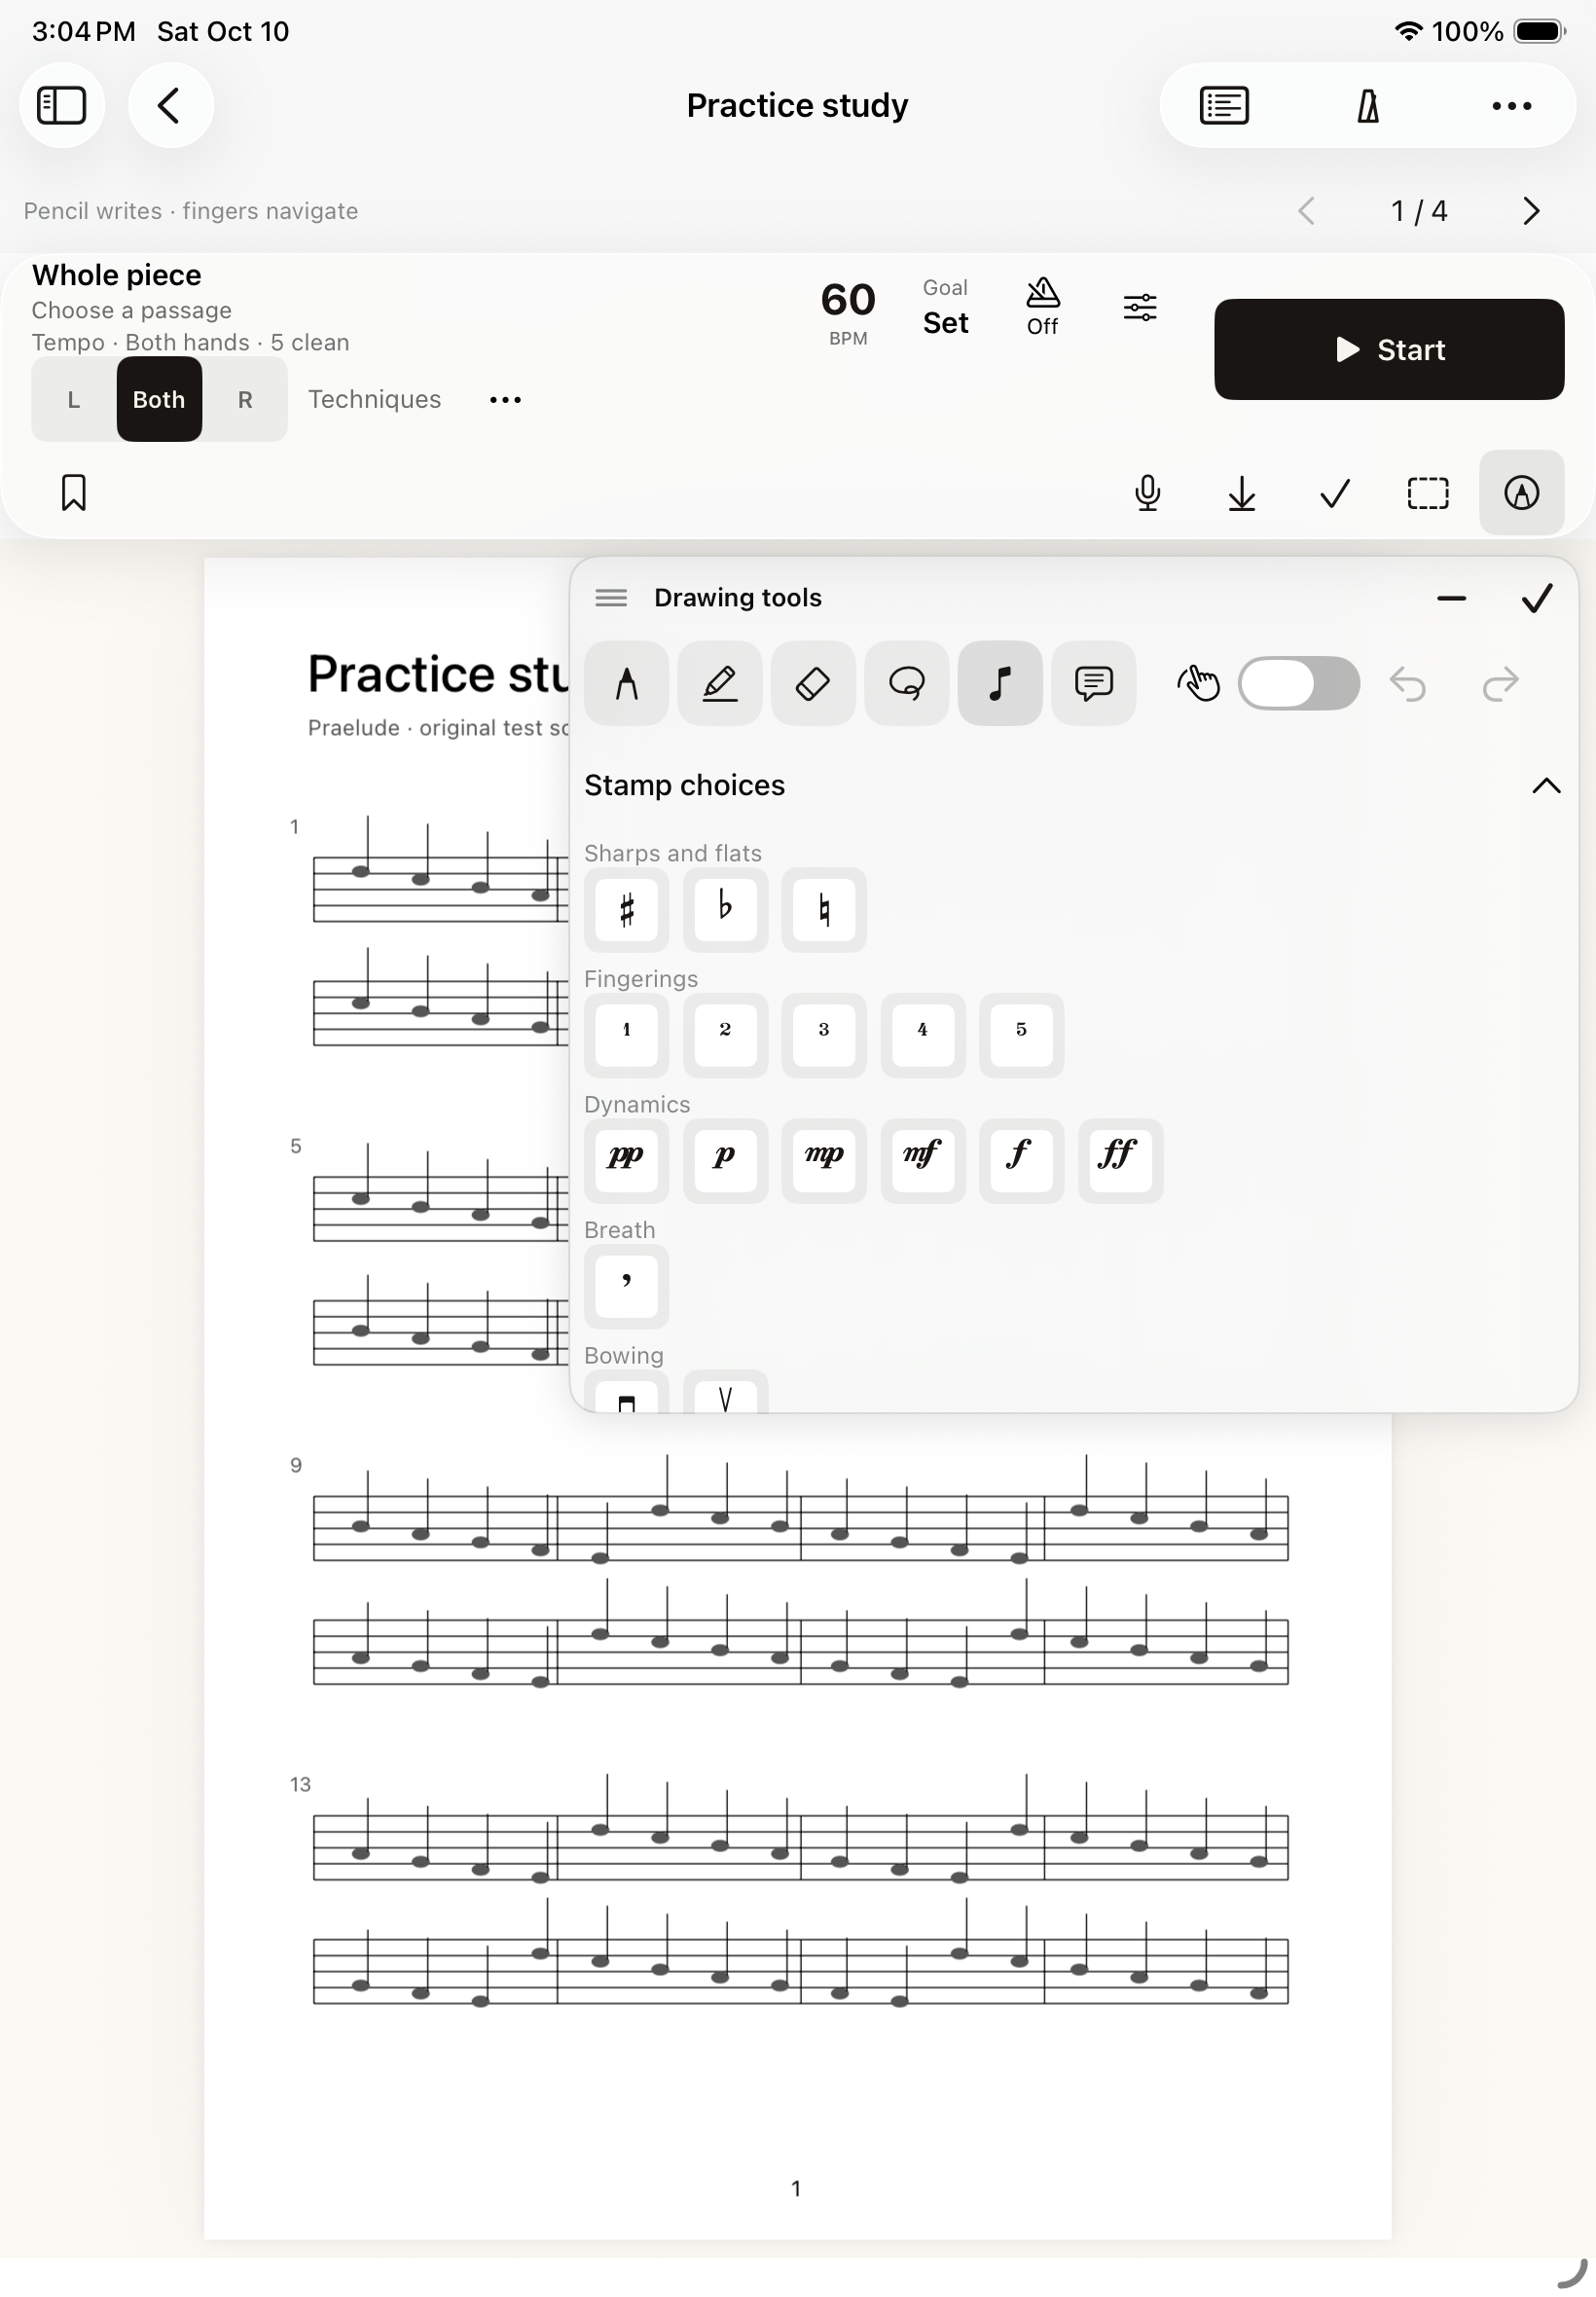 3:04 PM Sat Oct 10
100%
Practice study
Pencil writes · fingers navigate
1 / 4
Whole piece
Choose a passage
Tempo · Both hands · 5 clean
60
BPM
Goal
Set
Off
Start
L Both R Techniques
Drawing tools
Practice stu
Praelude · original test sc
Stamp choices
Sharps and flats
♯ ♭ ♮
Fingerings
1 2 3 4 5
Dynamics
pp p mp mf f ff
Breath
,
Bowing
1
5
9
13
1